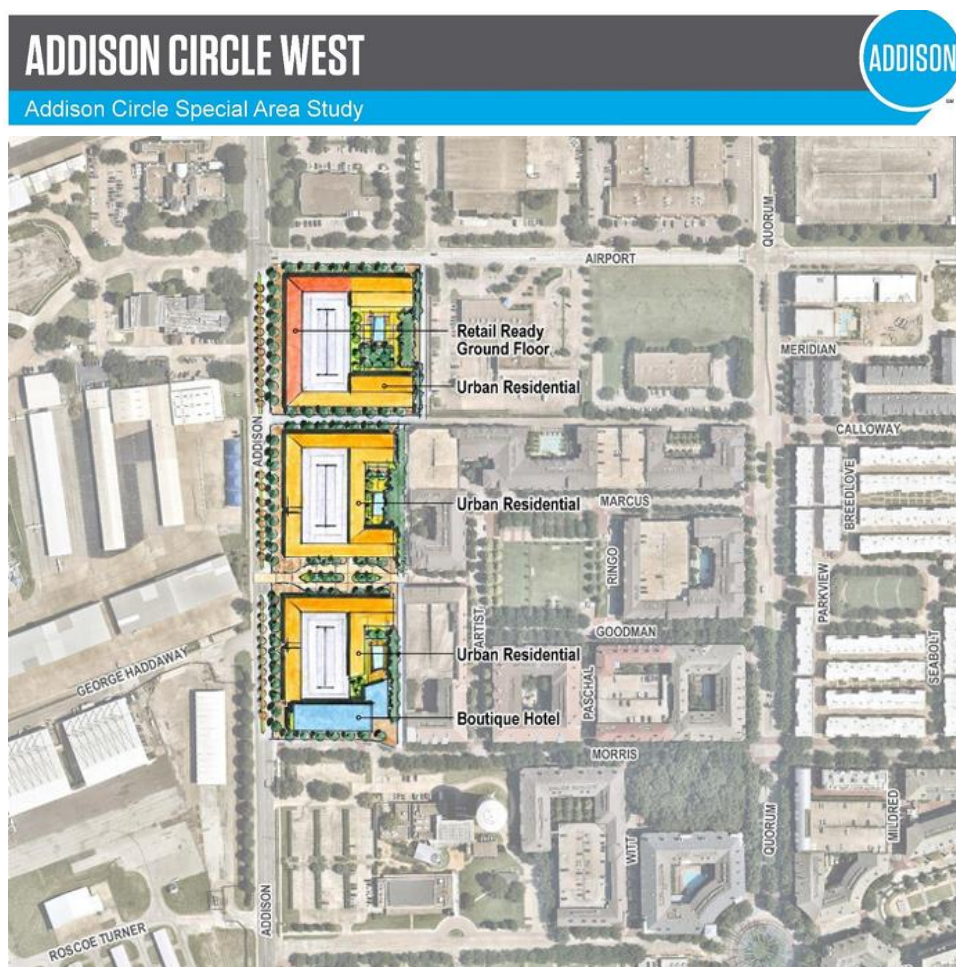 ADDISON CIRCLE WEST
ADDISON
SM
Addison Circle Special Area Study
QUORUM
AIRPORT
Retail Ready
Ground Floor
MERIDIAN
Urban Residential
ADDISON
CALLOWAY
BREEDLOVE
Urban Residential
MARCUS
RINGO
PARKVIEW
ARTIST
GOODMAN
SEABOLT
Urban Residential
GEORGE HADDAWAY
PASCHAL
Boutique Hotel
MORRIS
WITT
QUORUM
MILDRED
ADDISON
ROSCOE TURNER